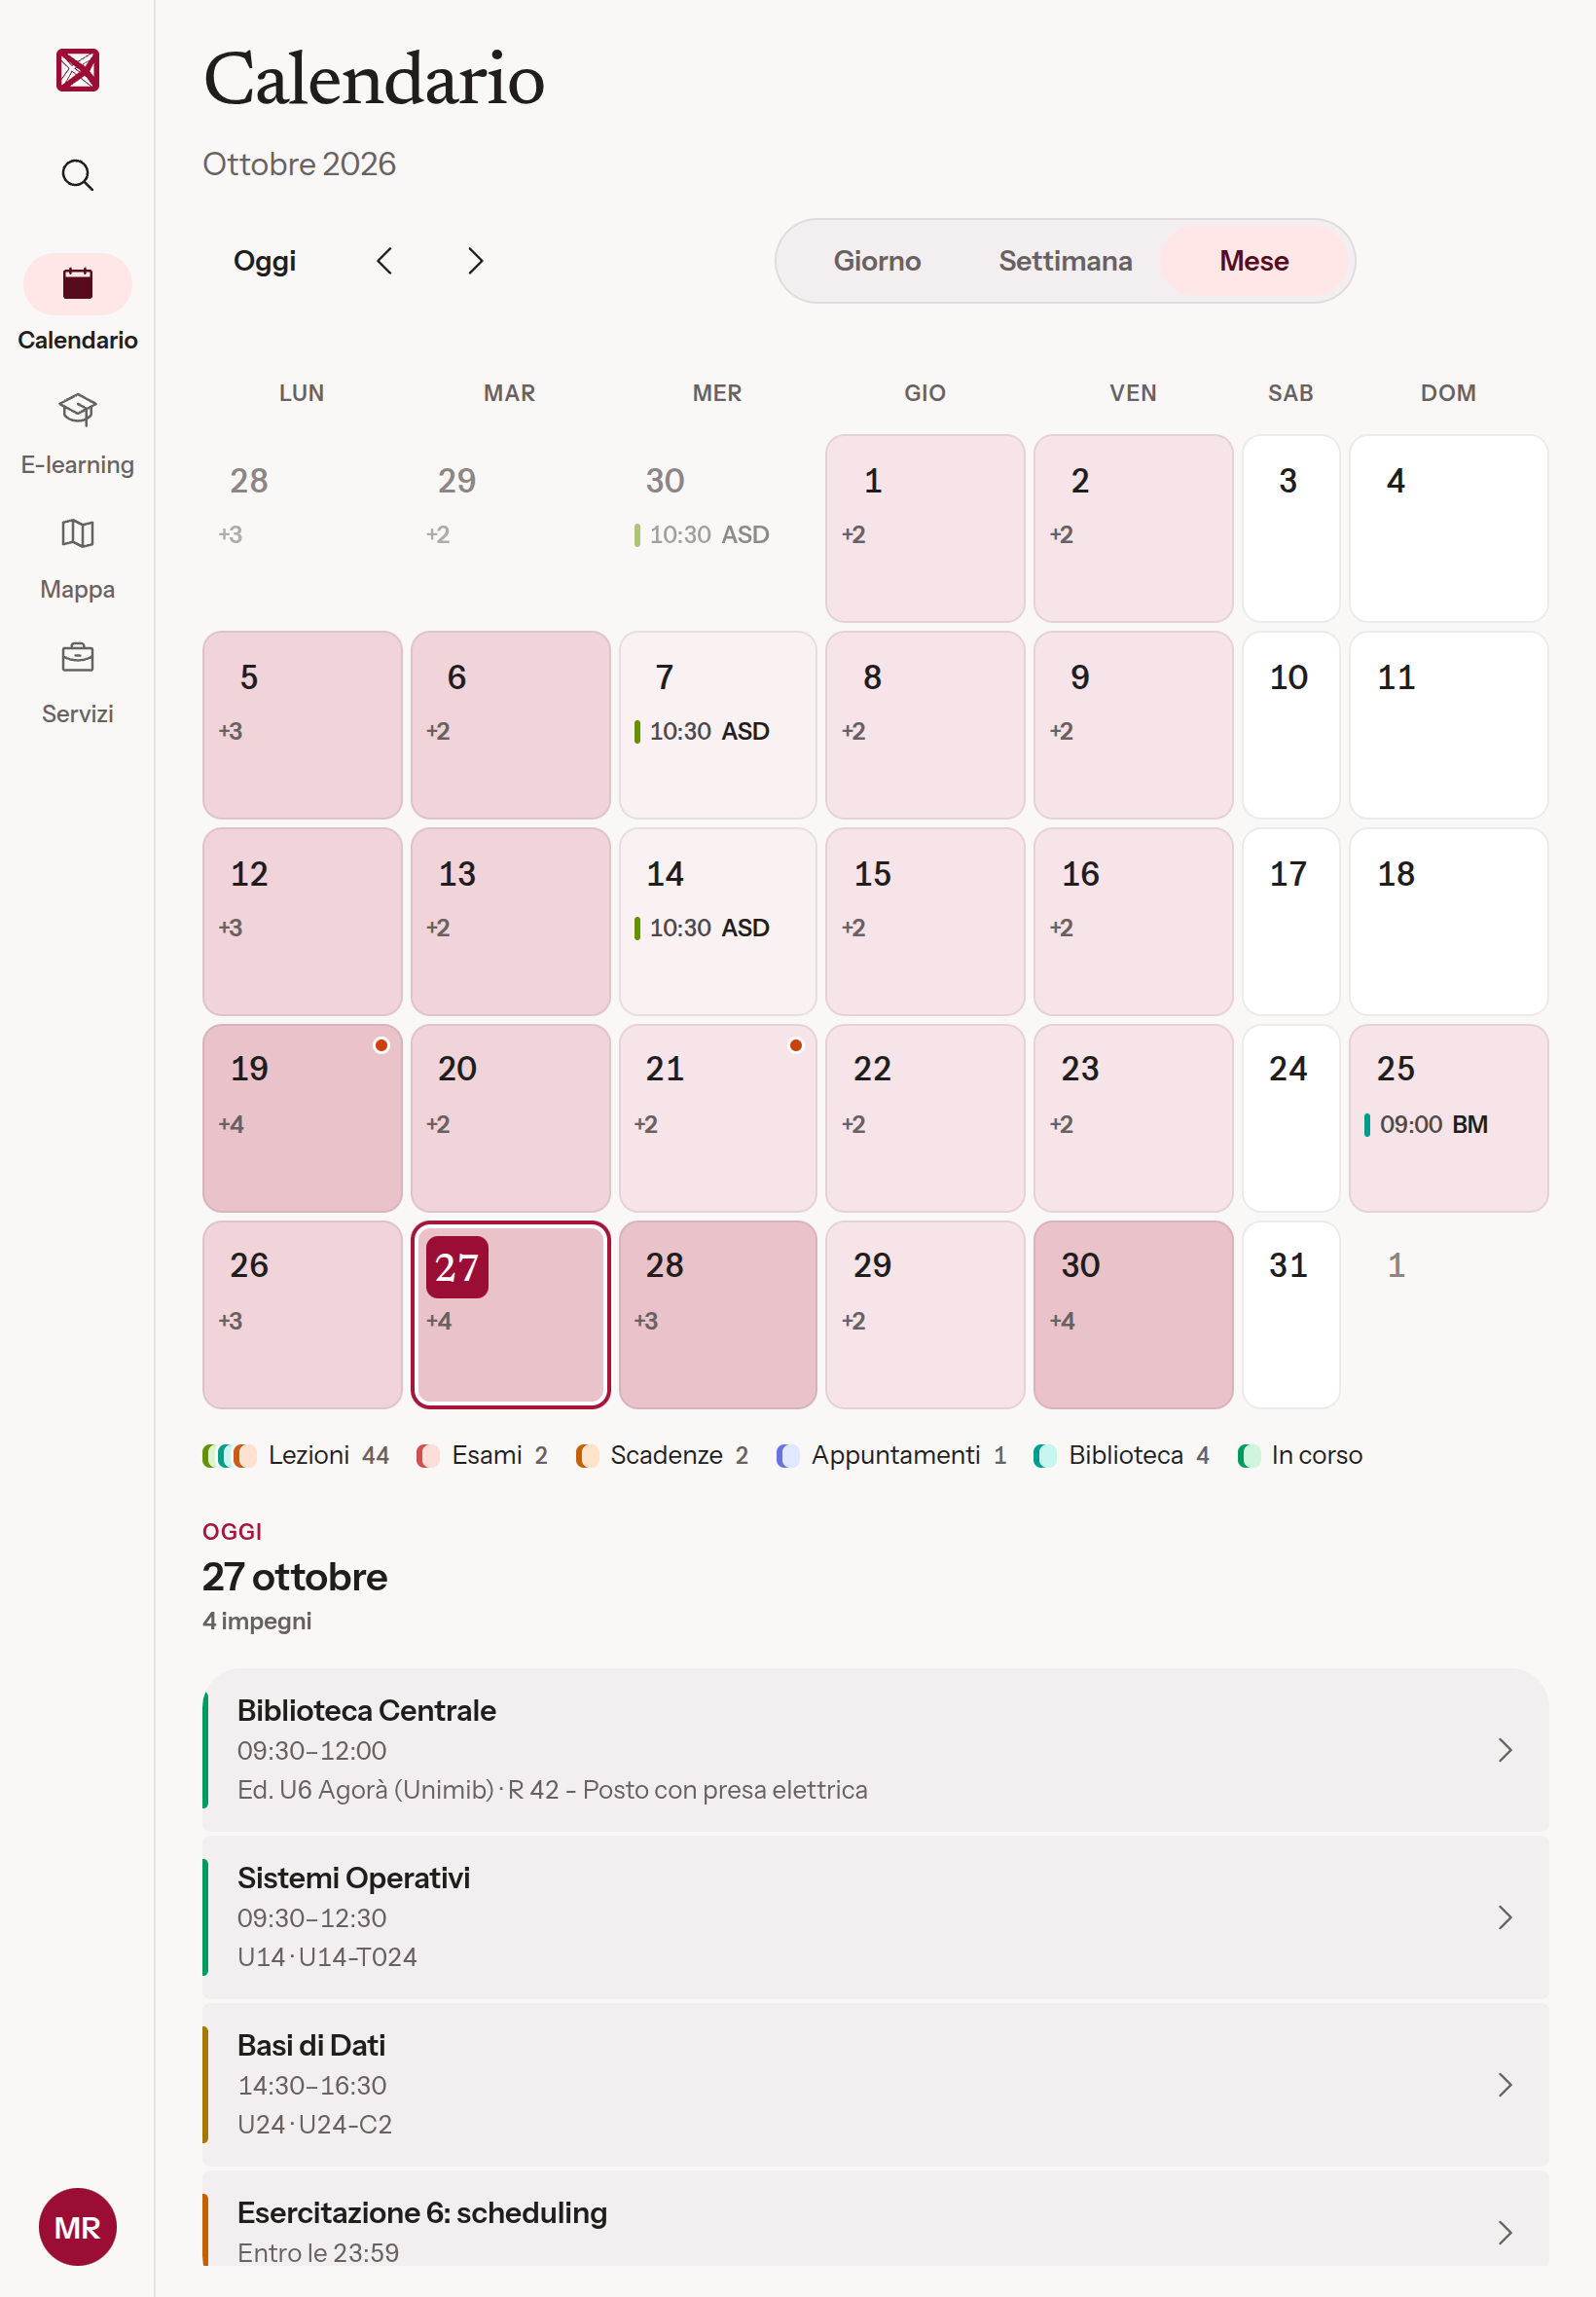 Calendario
Ottobre 2026
Oggi
Giorno Settimana Mese
Calendario
E-learning
Mappa
Servizi
LUN MAR MER GIO VEN SAB DOM
28 29 30 1 2 3 4
+3 +2 10:30 ASD +2 +2
5 6 7 8 9 10 11
+3 +2 10:30 ASD +2 +2
12 13 14 15 16 17 18
+3 +2 10:30 ASD +2 +2
19 20 21 22 23 24 25
+4 +2 +2 +2 +2 09:00 BM
26 27 28 29 30 31 1
+3 +4 +3 +2 +4
Lezioni 44 Esami 2 Scadenze 2 Appuntamenti 1 Biblioteca 4 In corso
OGGI
27 ottobre
4 impegni
Biblioteca Centrale
09:30–12:00
Ed. U6 Agorà (Unimib) · R 42 - Posto con presa elettrica
Sistemi Operativi
09:30–12:30
U14 · U14-T024
Basi di Dati
14:30–16:30
U24 · U24-C2
Esercitazione 6: scheduling
Entro le 23:59
MR